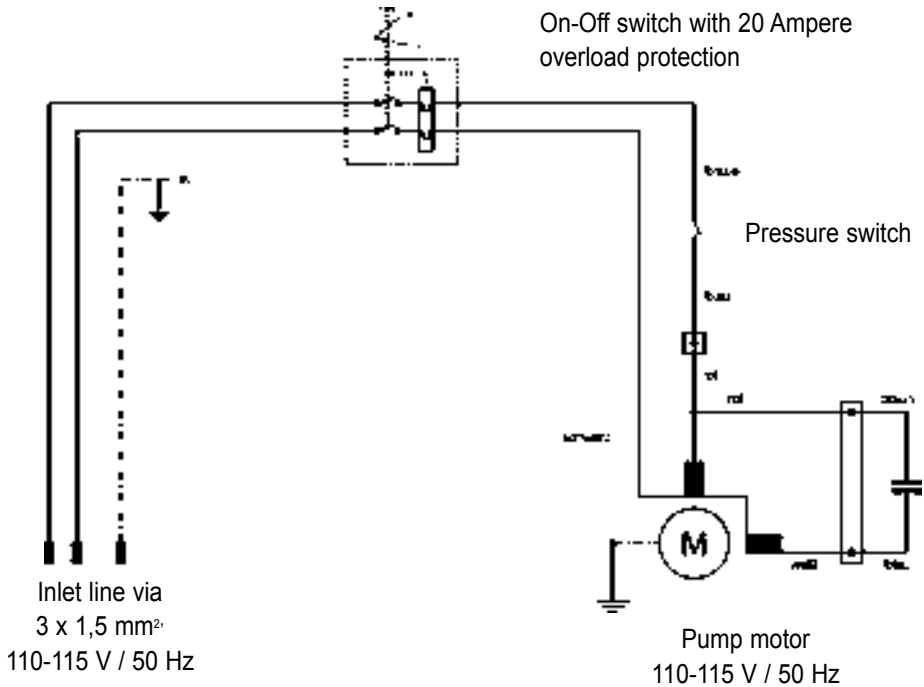 On-Off switch with 20 Ampere
overload protection
Pressure switch
M
Inlet line via
3 x 1,5 mm²,
110-115 V / 50 Hz
Pump motor
110-115 V / 50 Hz